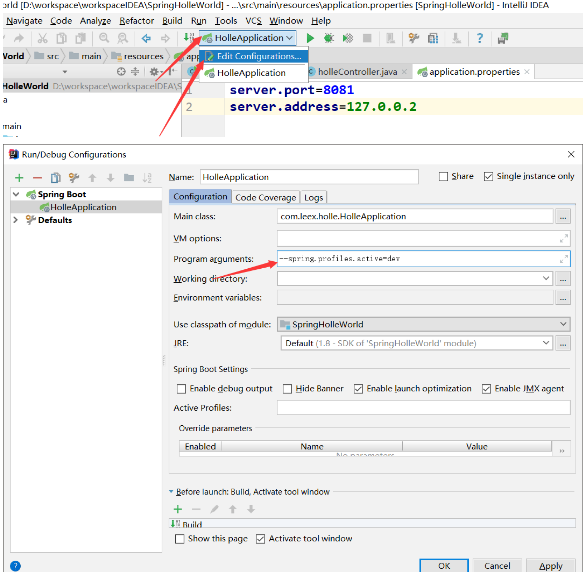 rld - D:\workspace\workspaceIDEA\SpringHolleWorld] - ...\src\main\resources\application.properties [SpringHolleWorld] - IntelliJ IDEA
Navigate Code Analyze Refactor Build Run Tools VCS Window Help
HolleApplication
World src main resources app
Edit Configurations...
HolleApplication
holleController.java
application.properties
HolleWorld D:\workspace\workspaceIDEA\S
a
main
1 server.port=8081
2 server.address=127.0.0.2
Run/Debug Configurations
Name: HolleApplication Share Single instance only
Spring Boot
HolleApplication
Defaults
Configuration Code Coverage Logs
Main class: com.leex.holle.HolleApplication ...
VM options:
Program arguments: --spring.profiles.active=dev
Working directory: ...
Environment variables: ...
Use classpath of module: SpringHolleWorld
JRE: Default (1.8 - SDK of 'SpringHolleWorld' module) ...
Spring Boot Settings
Enable debug output Hide Banner Enable launch optimization Enable JMX agent
Active Profiles:
Override parameters
Enabled Name Value
No parameters
Before launch: Build, Activate tool window
Build
Show this page Activate tool window
? OK Cancel Apply